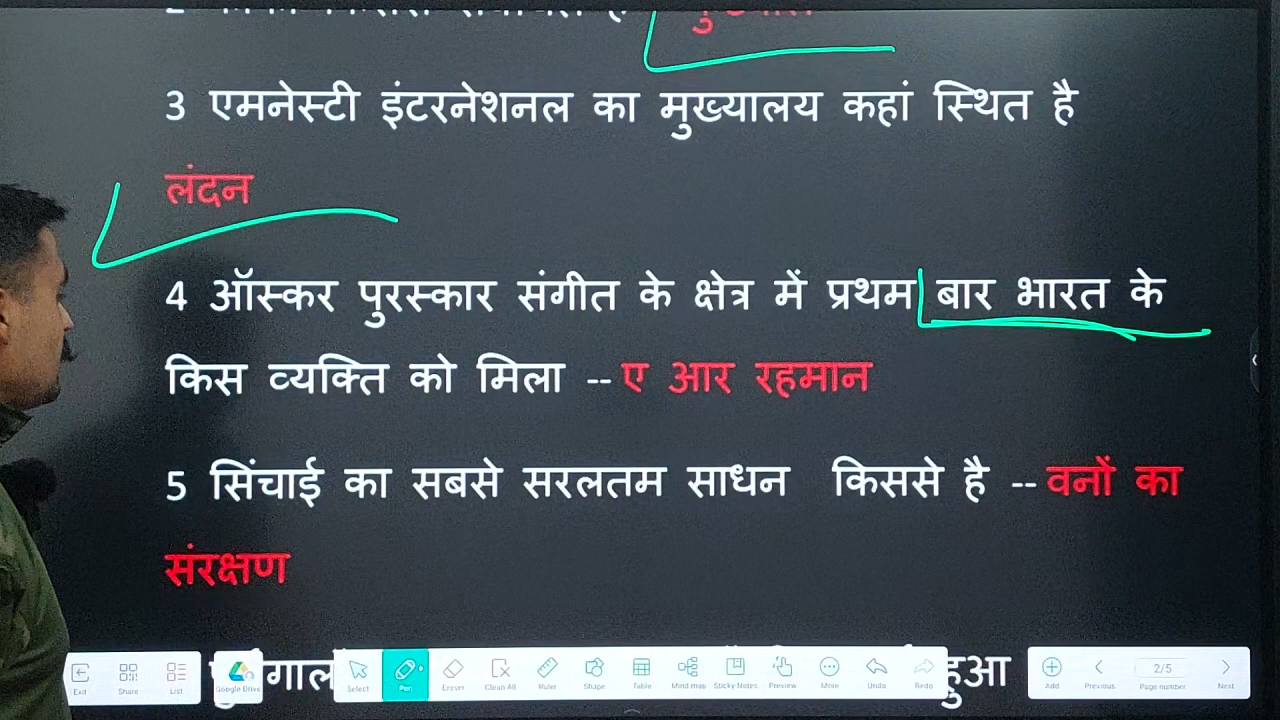 3 एमनेस्टी इंटरनेशनल का मुख्यालय कहां स्थित है
लंदन
4 ऑस्कर पुरस्कार संगीत के क्षेत्र में प्रथम बार भारत के
किस व्यक्ति को मिला -- ए आर रहमान
5 सिंचाई का सबसे सरलतम साधन किससे है -- वनों का
संरक्षण
हुआ
Exit Share List Google Drive Select Pen Eraser Clean All Ruler Shape Table Mind map Sticky Notes Preview More Undo Redo Add Previous 2/5 Page number Next